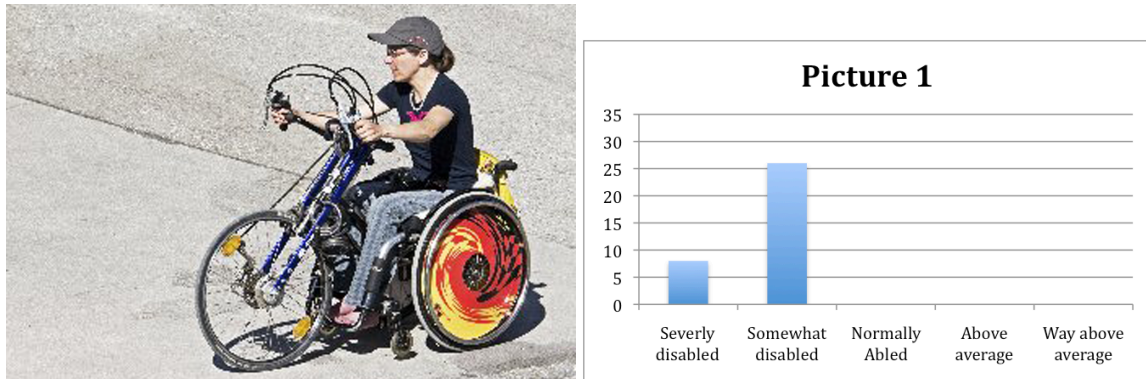 Picture 1
35
30
25
20
15
10
5
0
Severly disabled
Somewhat disabled
Normally Abled
Above average
Way above average